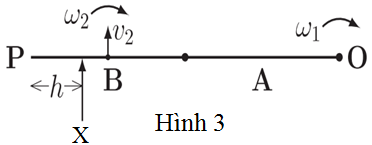 ω₂ v₂ ω₁
P B A O
h
X
Hình 3